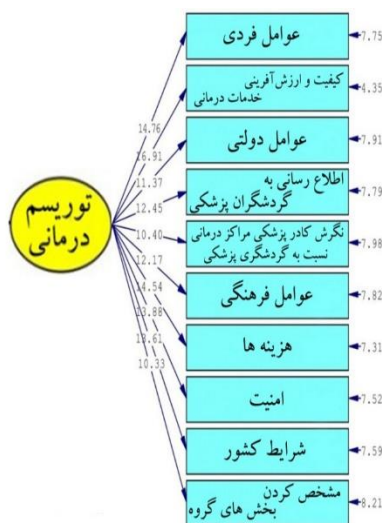 عوامل فردی
7.75
کیفیت و ارزش‌آفرینی
خدمات درمانی
4.35
عوامل دولتی
7.91
اطلاع رسانی به
گردشگران پزشکی
7.79
نگرش کادر پزشکی مراکز درمانی
نسبت به گردشگری پزشکی
7.98
عوامل فرهنگی
7.82
هزینه ها
7.31
امنیت
7.52
شرایط کشور
7.59
مشخص کردن
بخش های گروه
8.21
توریسم
درمانی
14.76
16.91
11.37
12.45
10.40
12.17
14.54
13.88
13.61
10.33